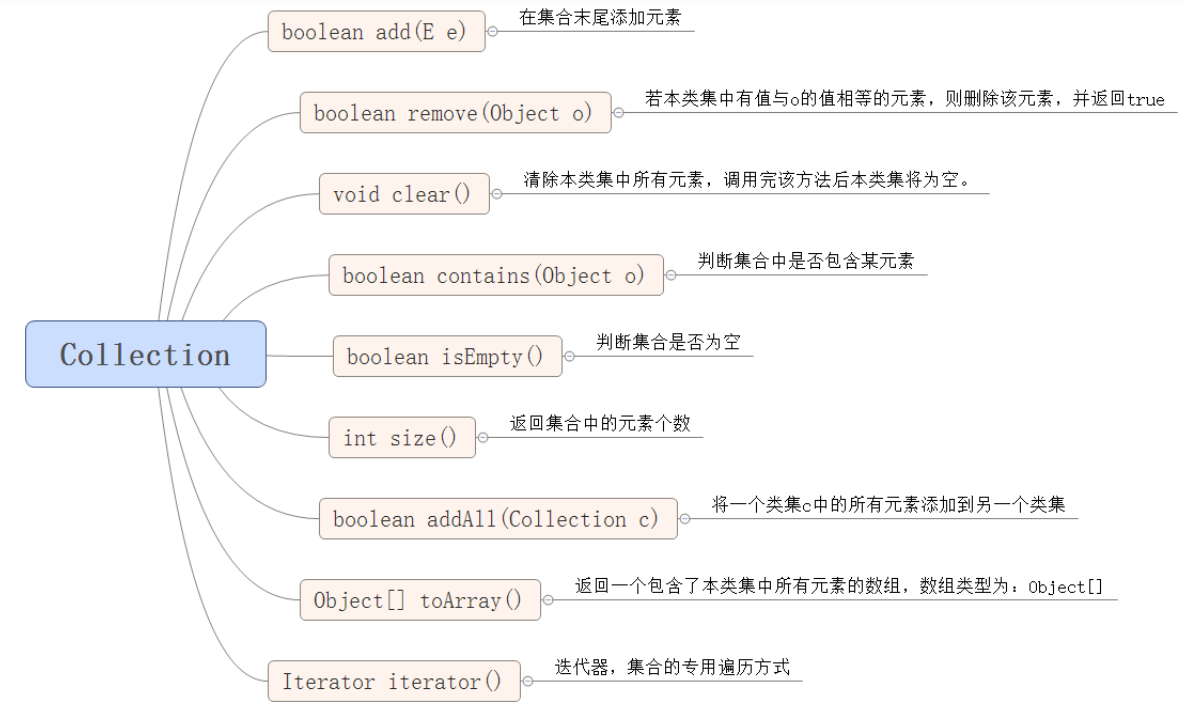 boolean add(E e)
在集合末尾添加元素
boolean remove(Object o)
若本类集中有值与o的值相等的元素，则删除该元素，并返回true
void clear()
清除本类集中所有元素，调用完该方法后本类集将为空。
boolean contains(Object o)
判断集合中是否包含某元素
Collection
boolean isEmpty()
判断集合是否为空
int size()
返回集合中的元素个数
boolean addAll(Collection c)
将一个类集c中的所有元素添加到另一个类集
Object[] toArray()
返回一个包含了本类集中所有元素的数组，数组类型为：Object[]
Iterator iterator()
迭代器，集合的专用遍历方式